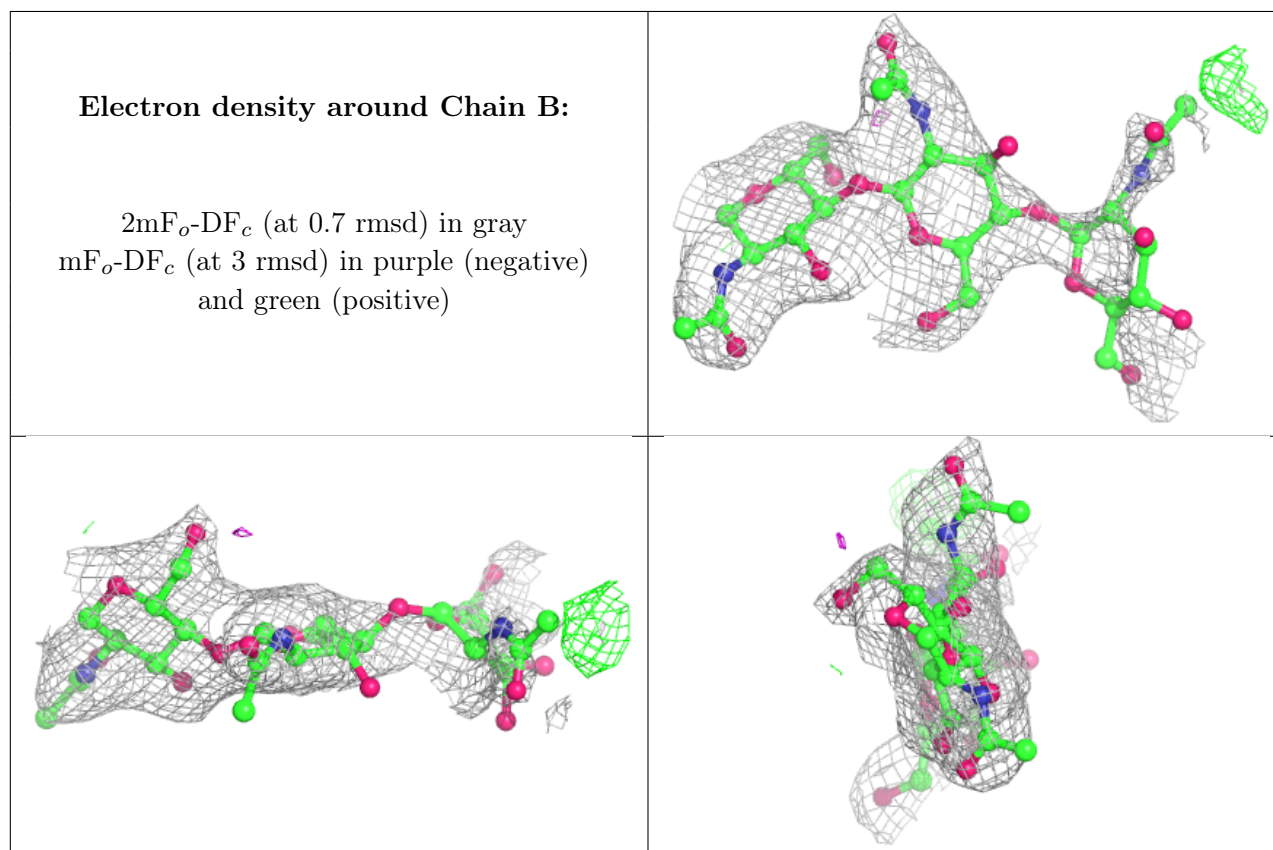 Electron density around Chain B:
2mFo-DFc (at 0.7 rmsd) in gray
mFo-DFc (at 3 rmsd) in purple (negative)
and green (positive)